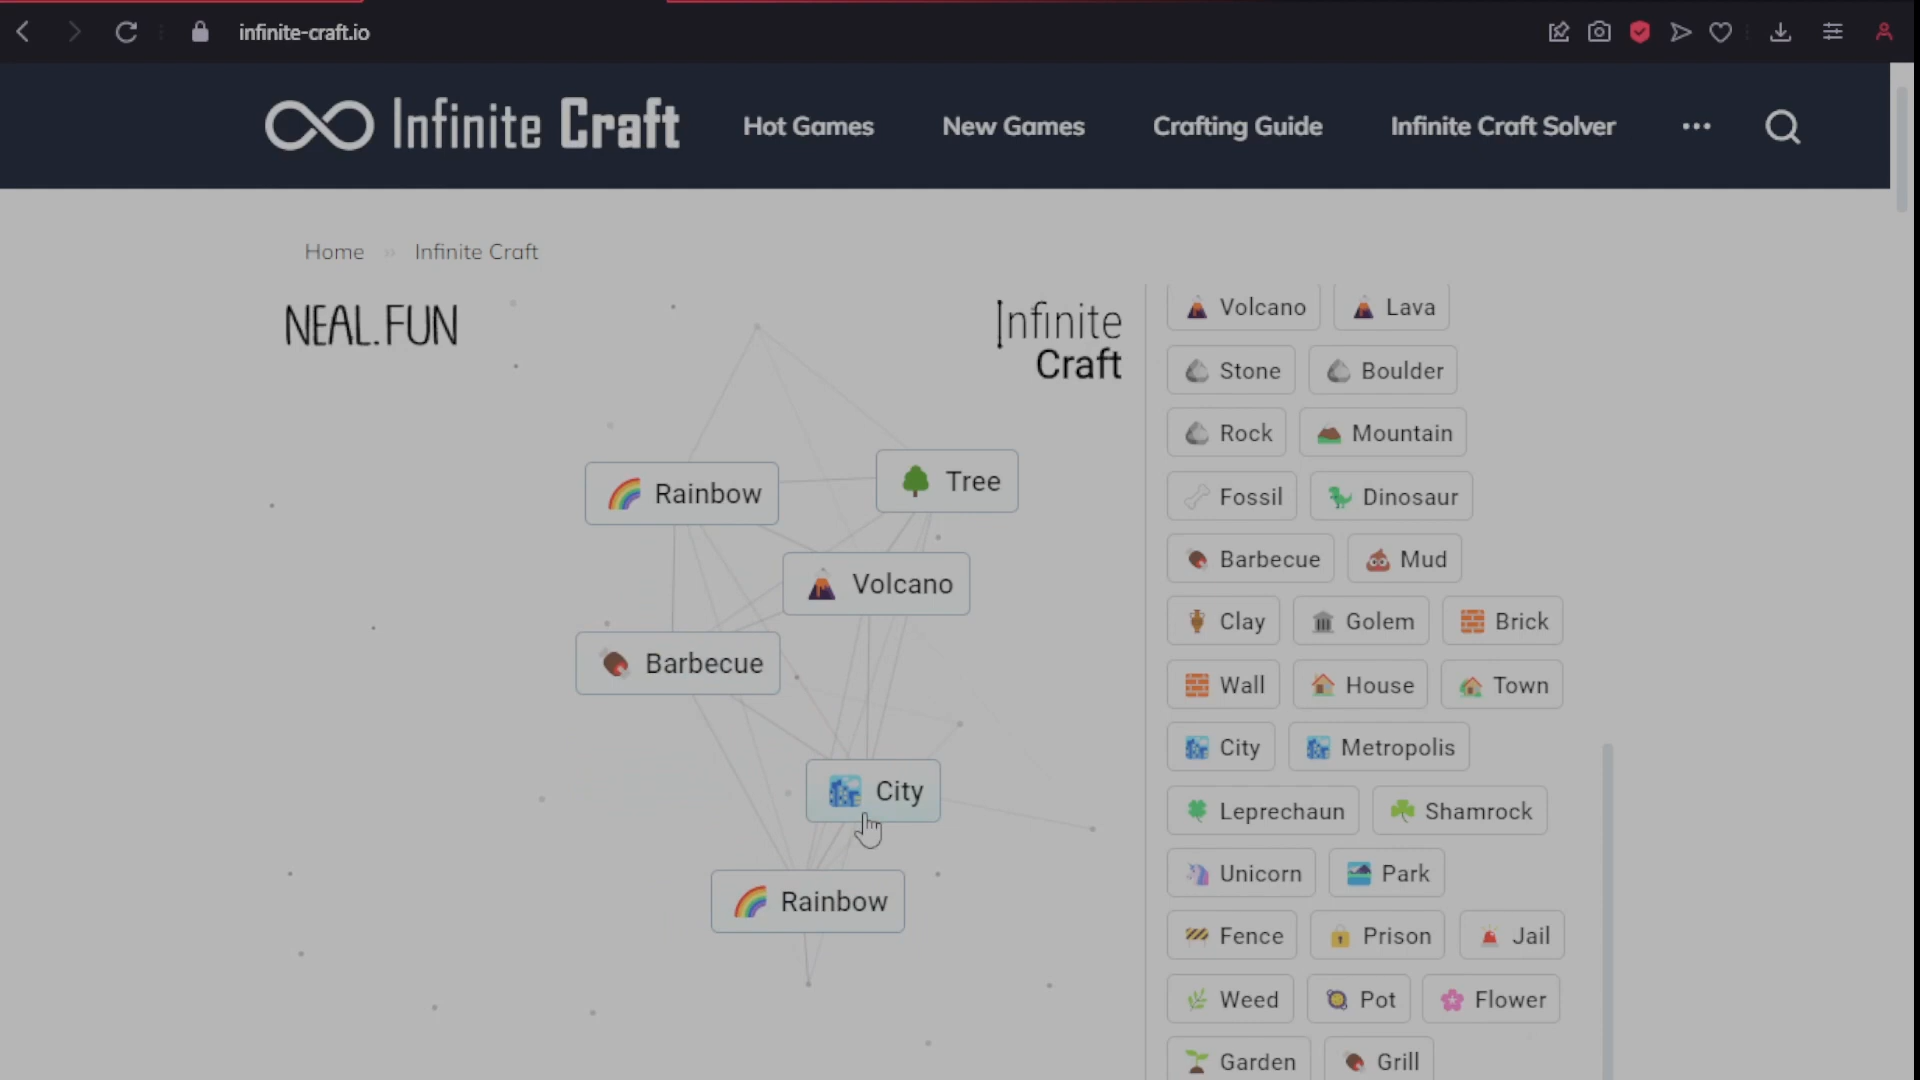 infinite-craft.io
Infinite Craft
Hot Games
New Games
Crafting Guide
Infinite Craft Solver
Home » Infinite Craft
NEAL.FUN
Infinite
Craft
Rainbow
Tree
Volcano
Barbecue
City
Rainbow
Volcano Lava
Stone Boulder
Rock Mountain
Fossil Dinosaur
Barbecue Mud
Clay Golem Brick
Wall House Town
City Metropolis
Leprechaun Shamrock
Unicorn Park
Fence Prison Jail
Weed Pot Flower
Garden Grill